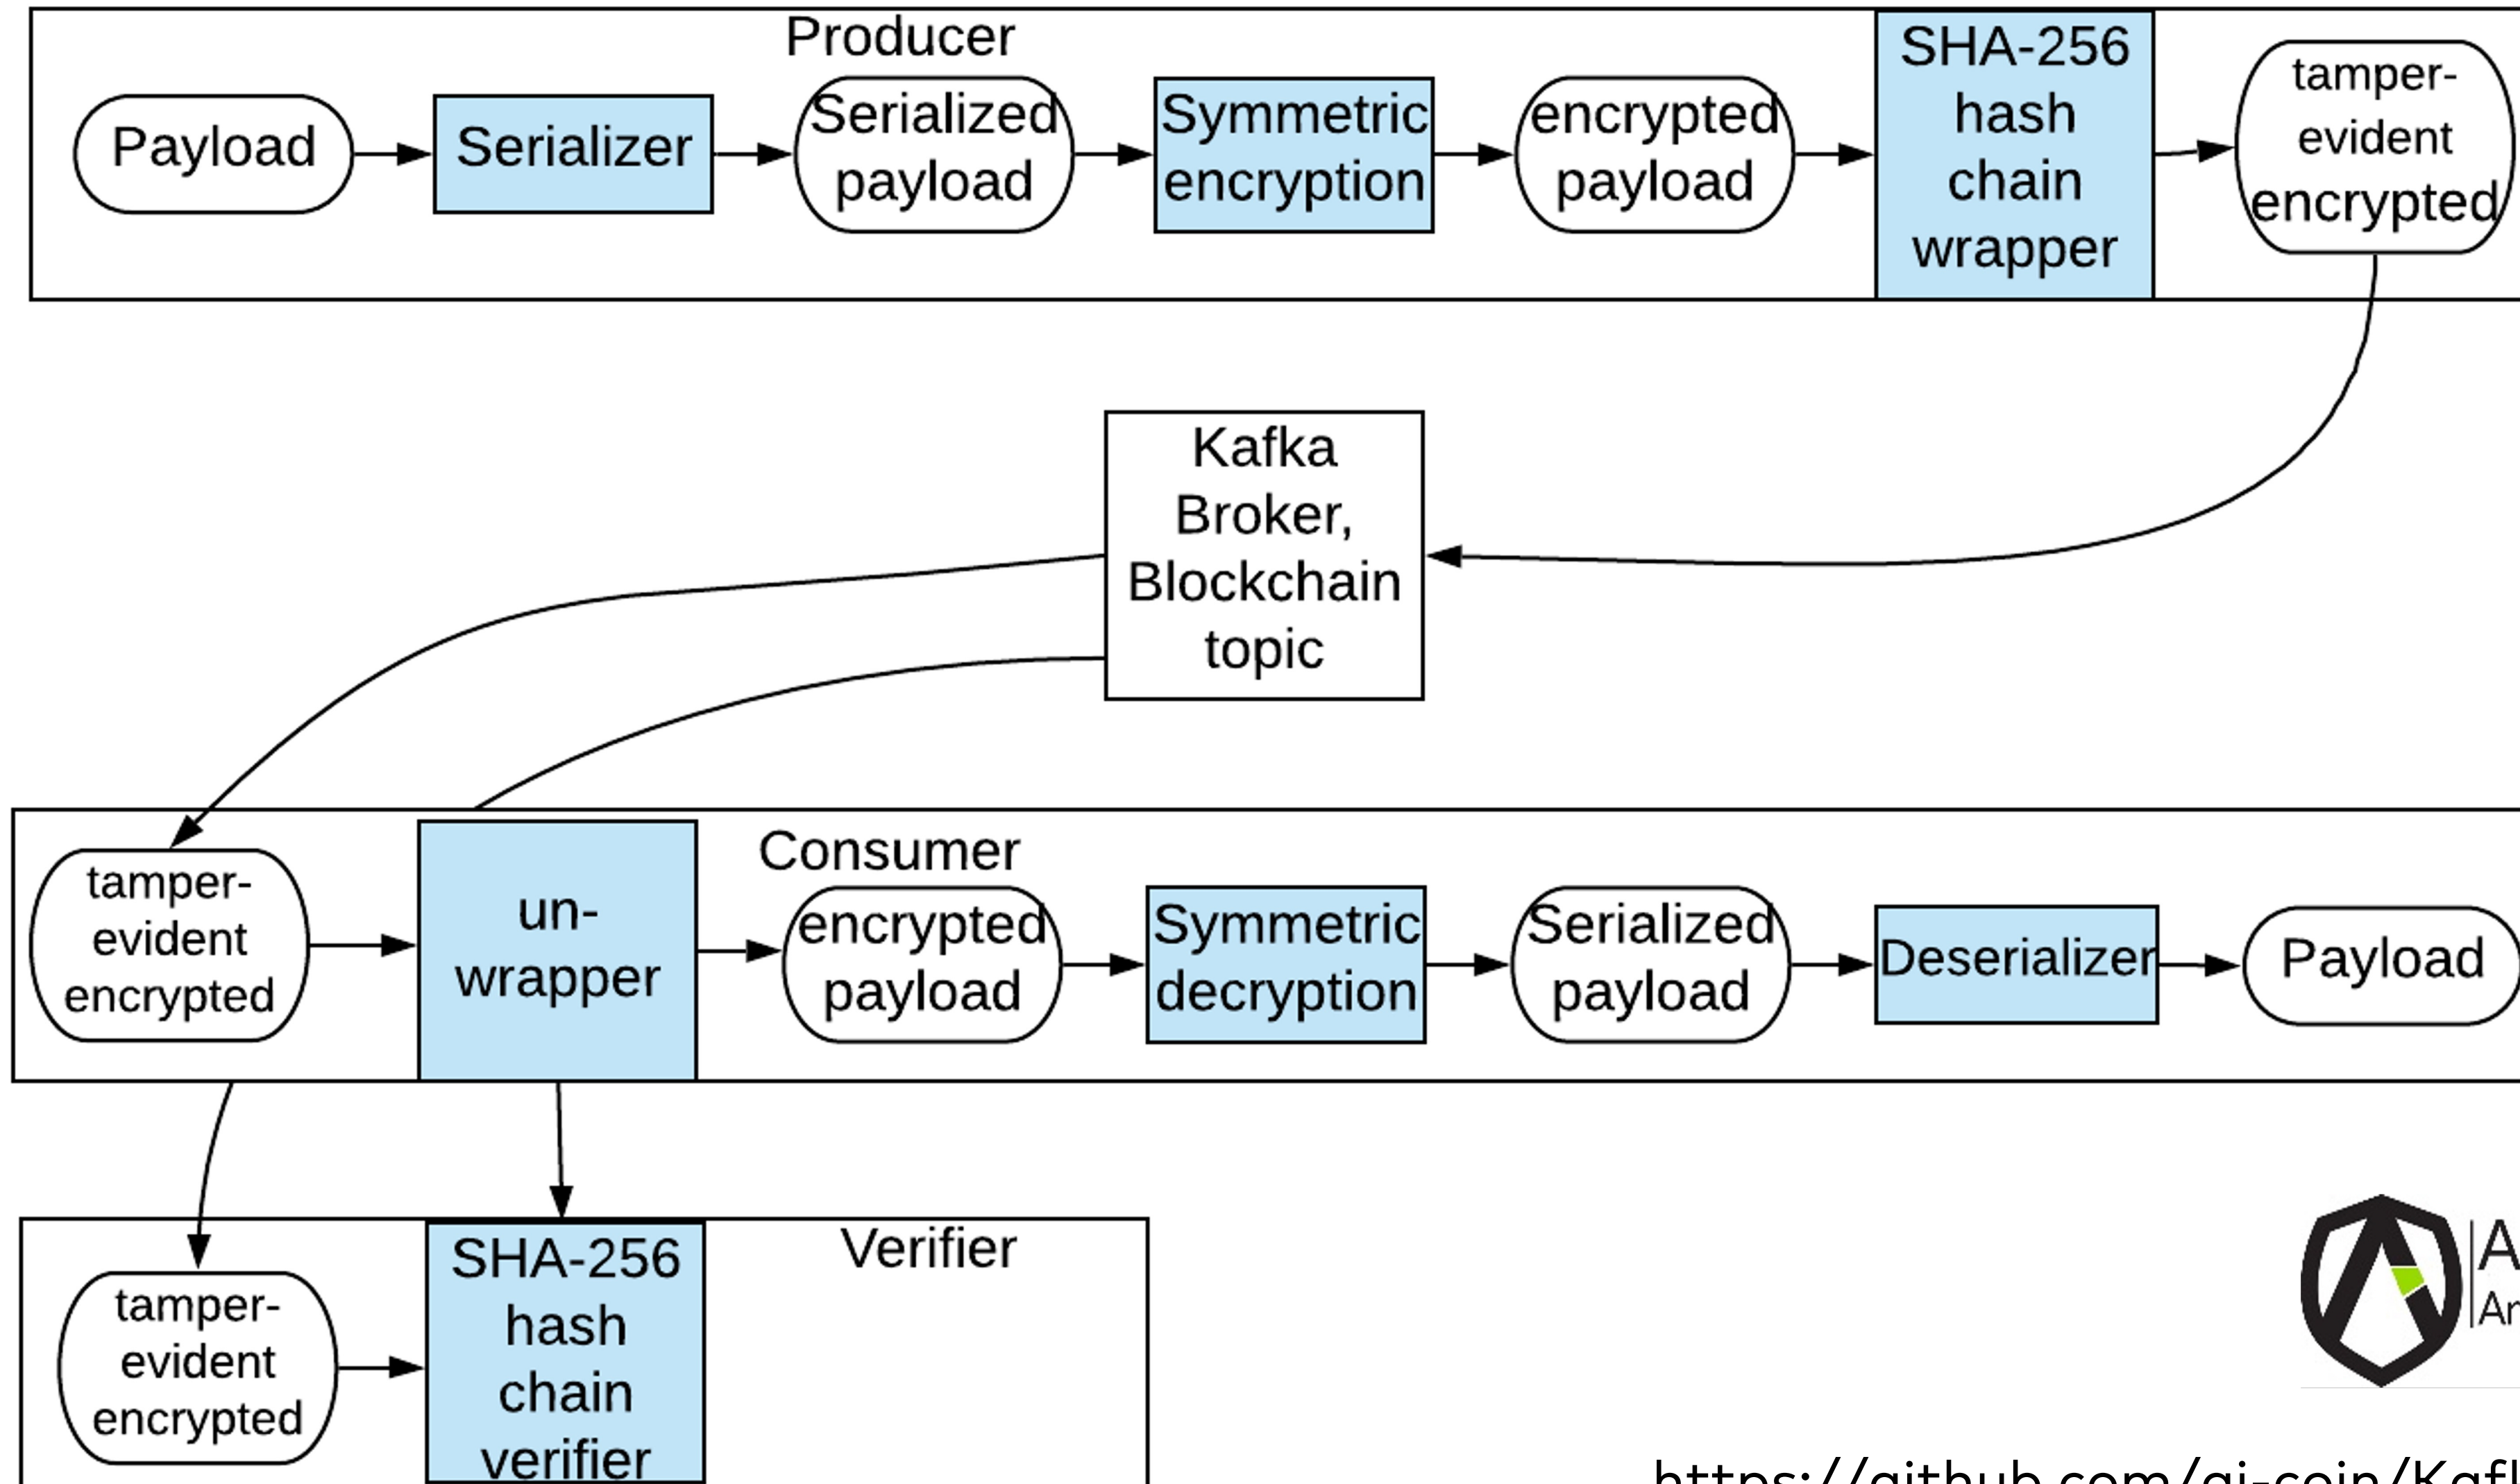 Producer
Payload
Serializer
Serialized
payload
Symmetric
encryption
encrypted
payload
SHA-256
hash
chain
wrapper
tamper-
evident
encrypted
Kafka
Broker,
Blockchain
topic
Consumer
tamper-
evident
encrypted
un-
wrapper
encrypted
payload
Symmetric
decryption
Serialized
payload
Deserializer
Payload
Verifier
tamper-
evident
encrypted
SHA-256
hash
chain
verifier